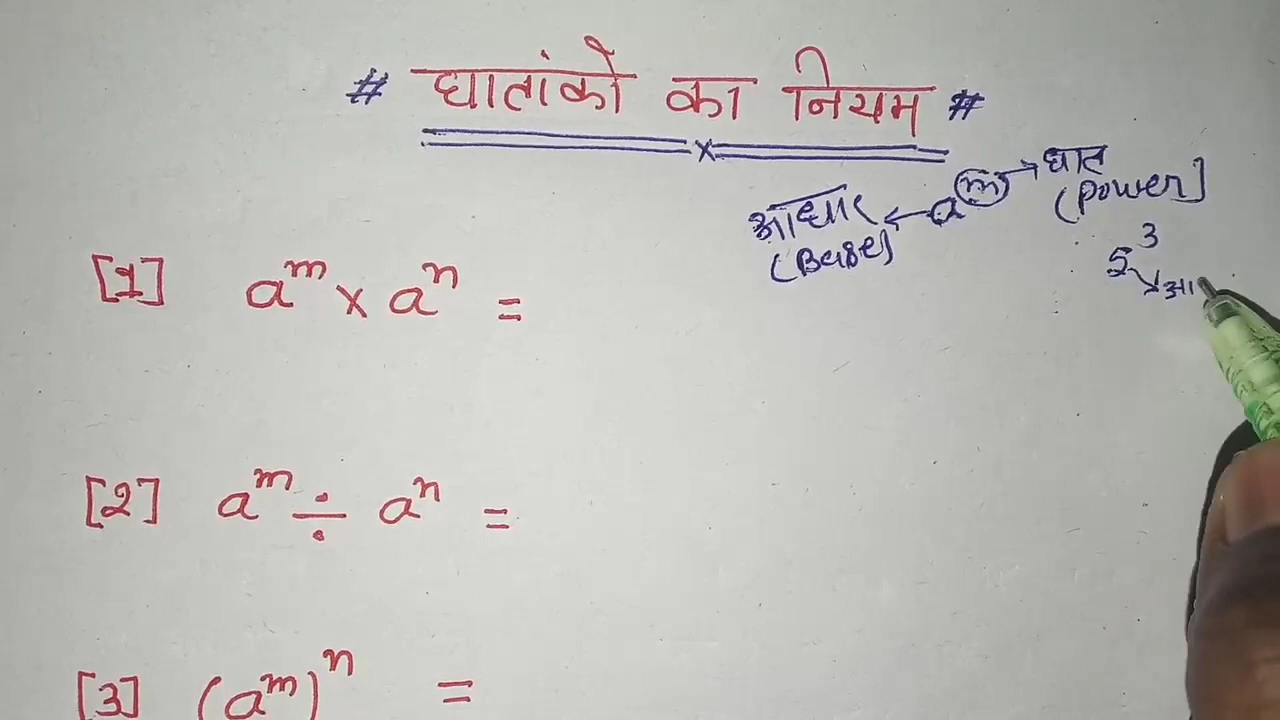 # घातांको का नियम #
x
a^m → घात
(Power]
आधार ←
(Base)
5^3
→ आ
[1] a^m × a^n =
[2] a^m ÷ a^n =
[3] (a^m)^n =